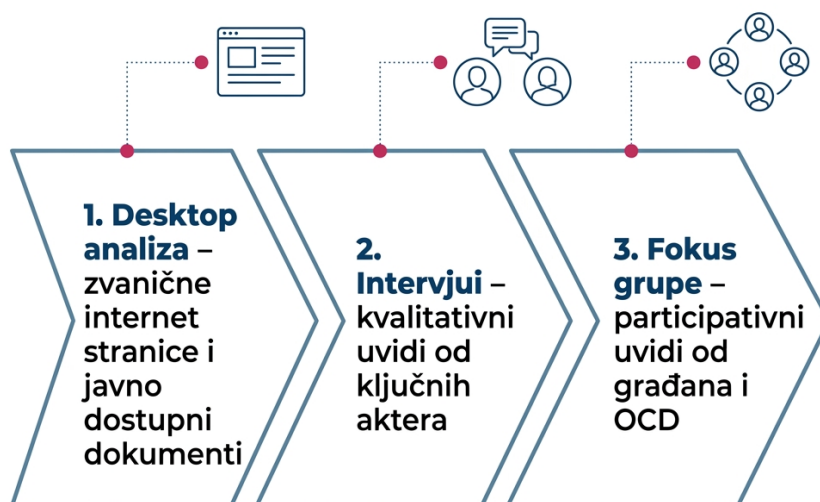 1. Desktop
analiza –
zvanične
internet
stranice i
javno
dostupni
dokumenti
2.
Intervjui –
kvalitativni
uvidi od
ključnih
aktera
3. Fokus
grupe –
participativni
uvidi od
građana i
OCD